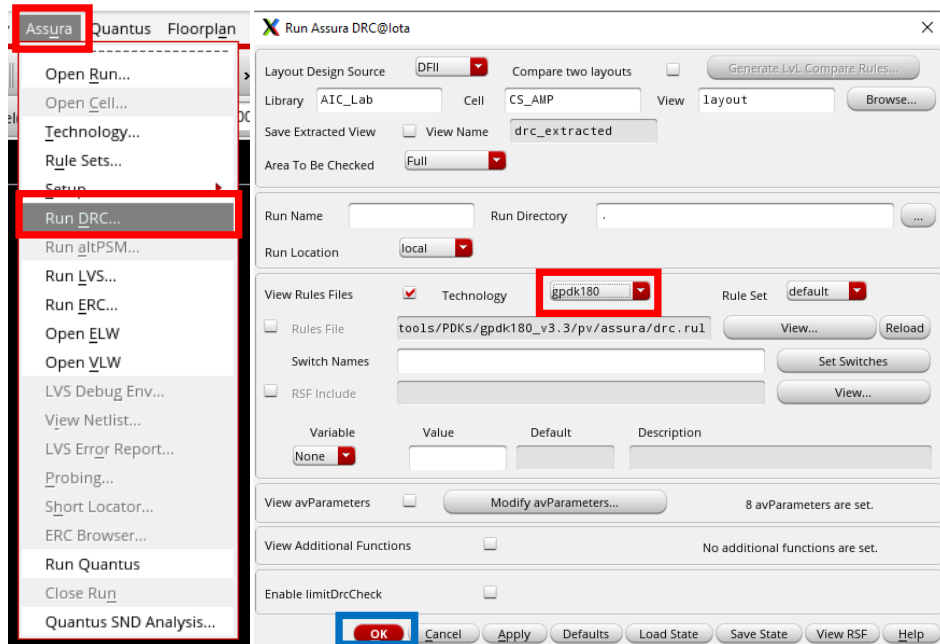 Assura Quantus Floorplan
Open Run...
Open Cell...
Technology...
Rule Sets...
Setup
Run DRC...
Run altPSM...
Run LVS...
Run ERC...
Open ELW
Open VLW
LVS Debug Env...
View Netlist...
LVS Error Report...
Probing...
Short Locator...
ERC Browser...
Run Quantus
Close Run
Quantus SND Analysis...
Run Assura DRC@lota
Layout Design Source DFII Compare two layouts Generate LvL Compare Rules...
Library AIC_Lab Cell CS_AMP View layout Browse...
Save Extracted View View Name drc_extracted
Area To Be Checked Full
Run Name Run Directory . ...
Run Location local
View Rules Files Technology gpdk180 Rule Set default
Rules File tools/PDKs/gpdk180_v3.3/pv/assura/drc.rul View... Reload
Switch Names Set Switches
RSF Include View...
Variable Value Default Description
None
View avParameters Modify avParameters... 8 avParameters are set.
View Additional Functions No additional functions are set.
Enable limitDrcCheck
OK Cancel Apply Defaults Load State Save State View RSF Help